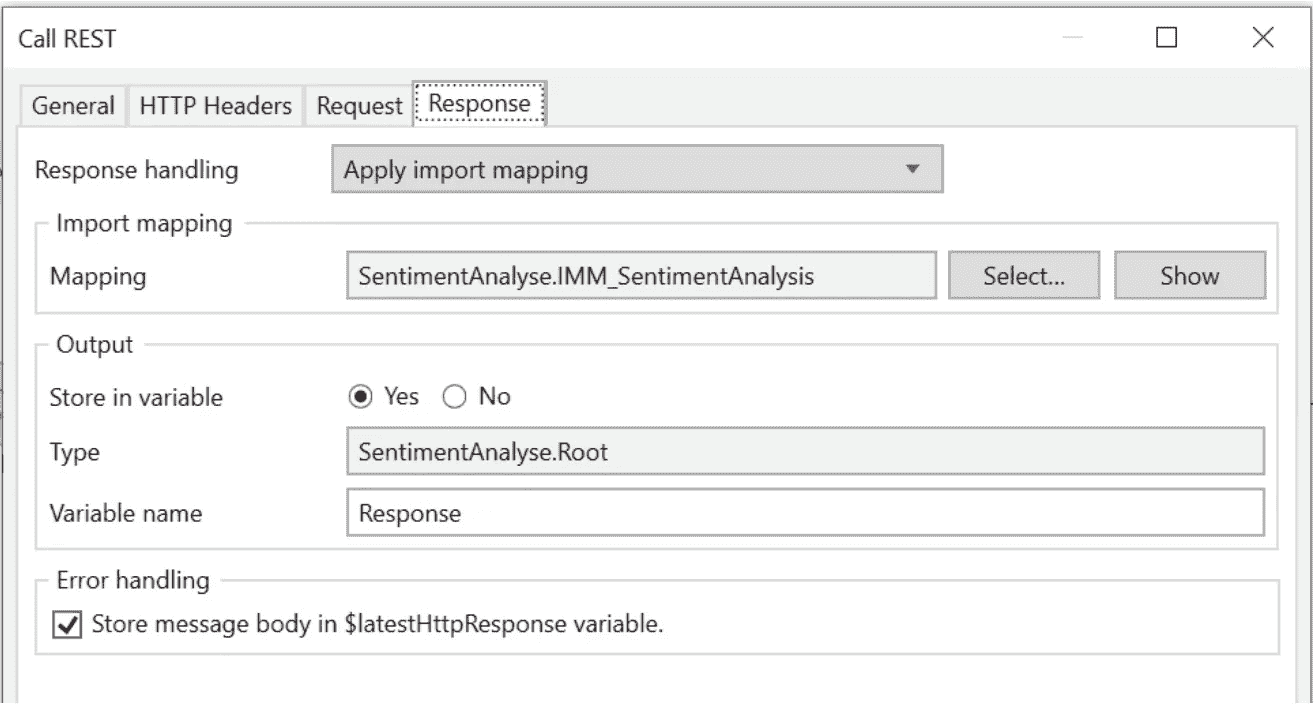 Call REST
General HTTP Headers Request Response
Response handling Apply import mapping
Import mapping
Mapping SentimentAnalyse.IMM_SentimentAnalysis Select... Show
Output
Store in variable Yes No
Type SentimentAnalyse.Root
Variable name Response
Error handling
Store message body in $latestHttpResponse variable.